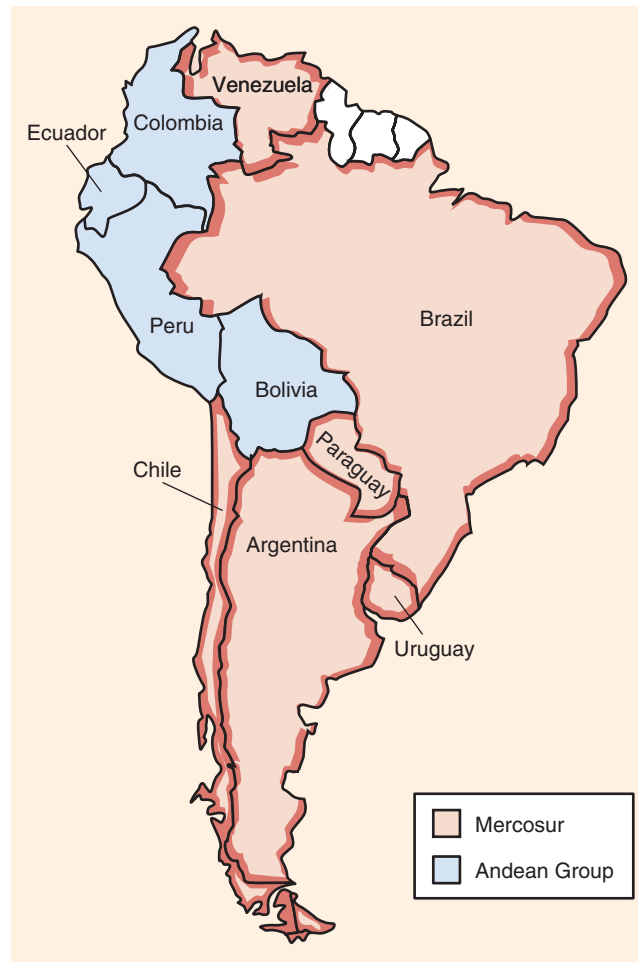 Venezuela
Colombia
Ecuador
Peru
Brazil
Bolivia
Paraguay
Chile
Argentina
Uruguay
Mercosur
Andean Group